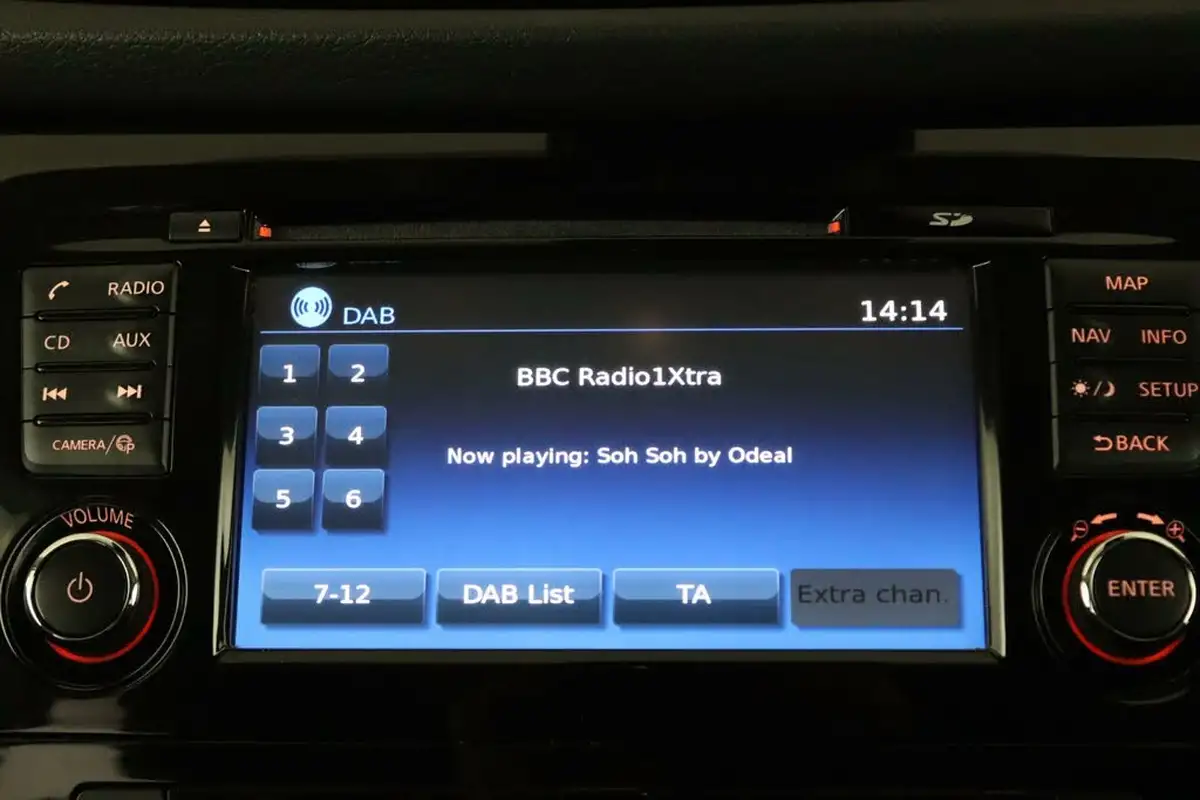 SD
RADIO
CD AUX
CAMERA/
VOLUME
DAB
14:14
1 2
3 4
5 6
BBC Radio1Xtra
Now playing: Soh Soh by Odeal
7-12 DAB List TA Extra chan.
MAP
NAV INFO
SETUP
BACK
ENTER